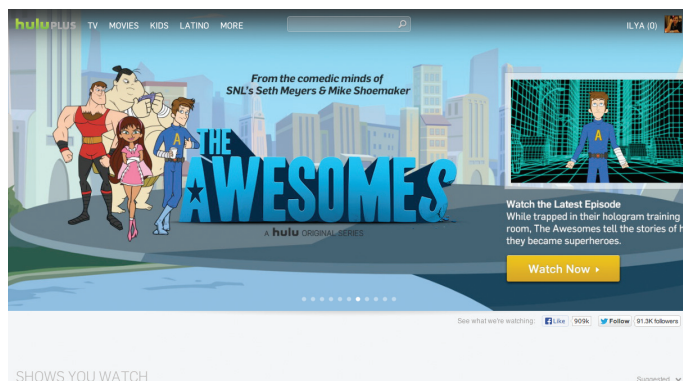 huluPLUS TV MOVIES KIDS LATINO MORE ILYA (0)
From the comedic minds of
SNL's Seth Meyers & Mike Shoemaker
THE
AWESOMES
A hulu ORIGINAL SERIES
A
A
Watch the Latest Episode
While trapped in their hologram training
room, The Awesomes tell the stories of h
they became superheroes.
Watch Now
See what we're watching: Like 909k Follow 91.3K followers
SHOWS YOU WATCH Suggested